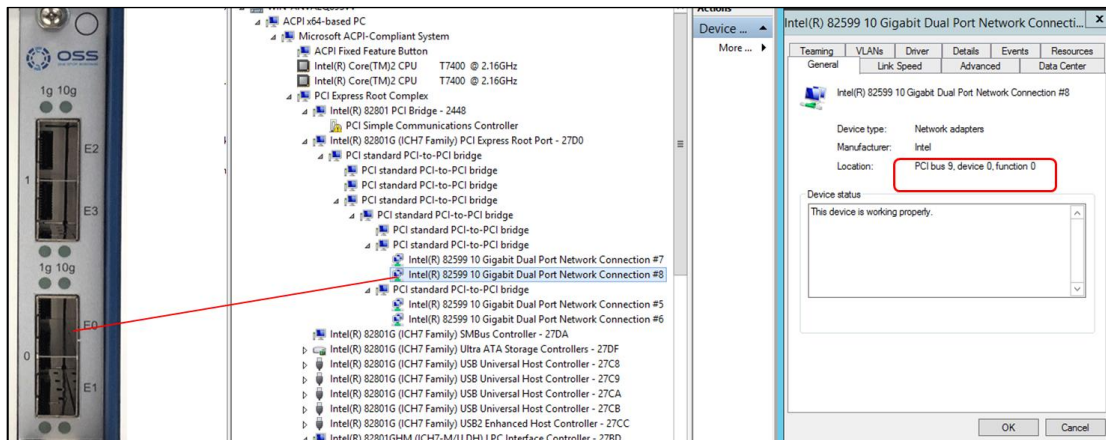 OSS
1g 10g
E2
1
E3
1g 10g
E0
0
E1
ACPI x64-based PC
Microsoft ACPI-Compliant System
ACPI Fixed Feature Button
Intel(R) Core(TM)2 CPU T7400 @ 2.16GHz
Intel(R) Core(TM)2 CPU T7400 @ 2.16GHz
PCI Express Root Complex
Intel(R) 82801 PCI Bridge - 2448
PCI Simple Communications Controller
Intel(R) 82801G (ICH7 Family) PCI Express Root Port - 27D0
PCI standard PCI-to-PCI bridge
PCI standard PCI-to-PCI bridge
PCI standard PCI-to-PCI bridge
PCI standard PCI-to-PCI bridge
PCI standard PCI-to-PCI bridge
PCI standard PCI-to-PCI bridge
PCI standard PCI-to-PCI bridge
Intel(R) 82599 10 Gigabit Dual Port Network Connection #7
Intel(R) 82599 10 Gigabit Dual Port Network Connection #8
PCI standard PCI-to-PCI bridge
Intel(R) 82599 10 Gigabit Dual Port Network Connection #5
Intel(R) 82599 10 Gigabit Dual Port Network Connection #6
Intel(R) 82801G (ICH7 Family) SMBus Controller - 27DA
Intel(R) 82801G (ICH7 Family) Ultra ATA Storage Controllers - 27DF
Intel(R) 82801G (ICH7 Family) USB Universal Host Controller - 27C8
Intel(R) 82801G (ICH7 Family) USB Universal Host Controller - 27C9
Intel(R) 82801G (ICH7 Family) USB Universal Host Controller - 27CA
Intel(R) 82801G (ICH7 Family) USB Universal Host Controller - 27CB
Intel(R) 82801G (ICH7 Family) USB2 Enhanced Host Controller - 27CC
Intel(R) 82801GHM (ICH7-M/U DH) LPC Interface Controller - 27BD
Actions
Device ...
More ...
Intel(R) 82599 10 Gigabit Dual Port Network Connecti... x
Teaming VLANs Driver Details Events Resources
General Link Speed Advanced Data Center
Intel(R) 82599 10 Gigabit Dual Port Network Connection #8
Device type: Network adapters
Manufacturer: Intel
Location: PCI bus 9, device 0, function 0
Device status
This device is working properly.
OK Cancel